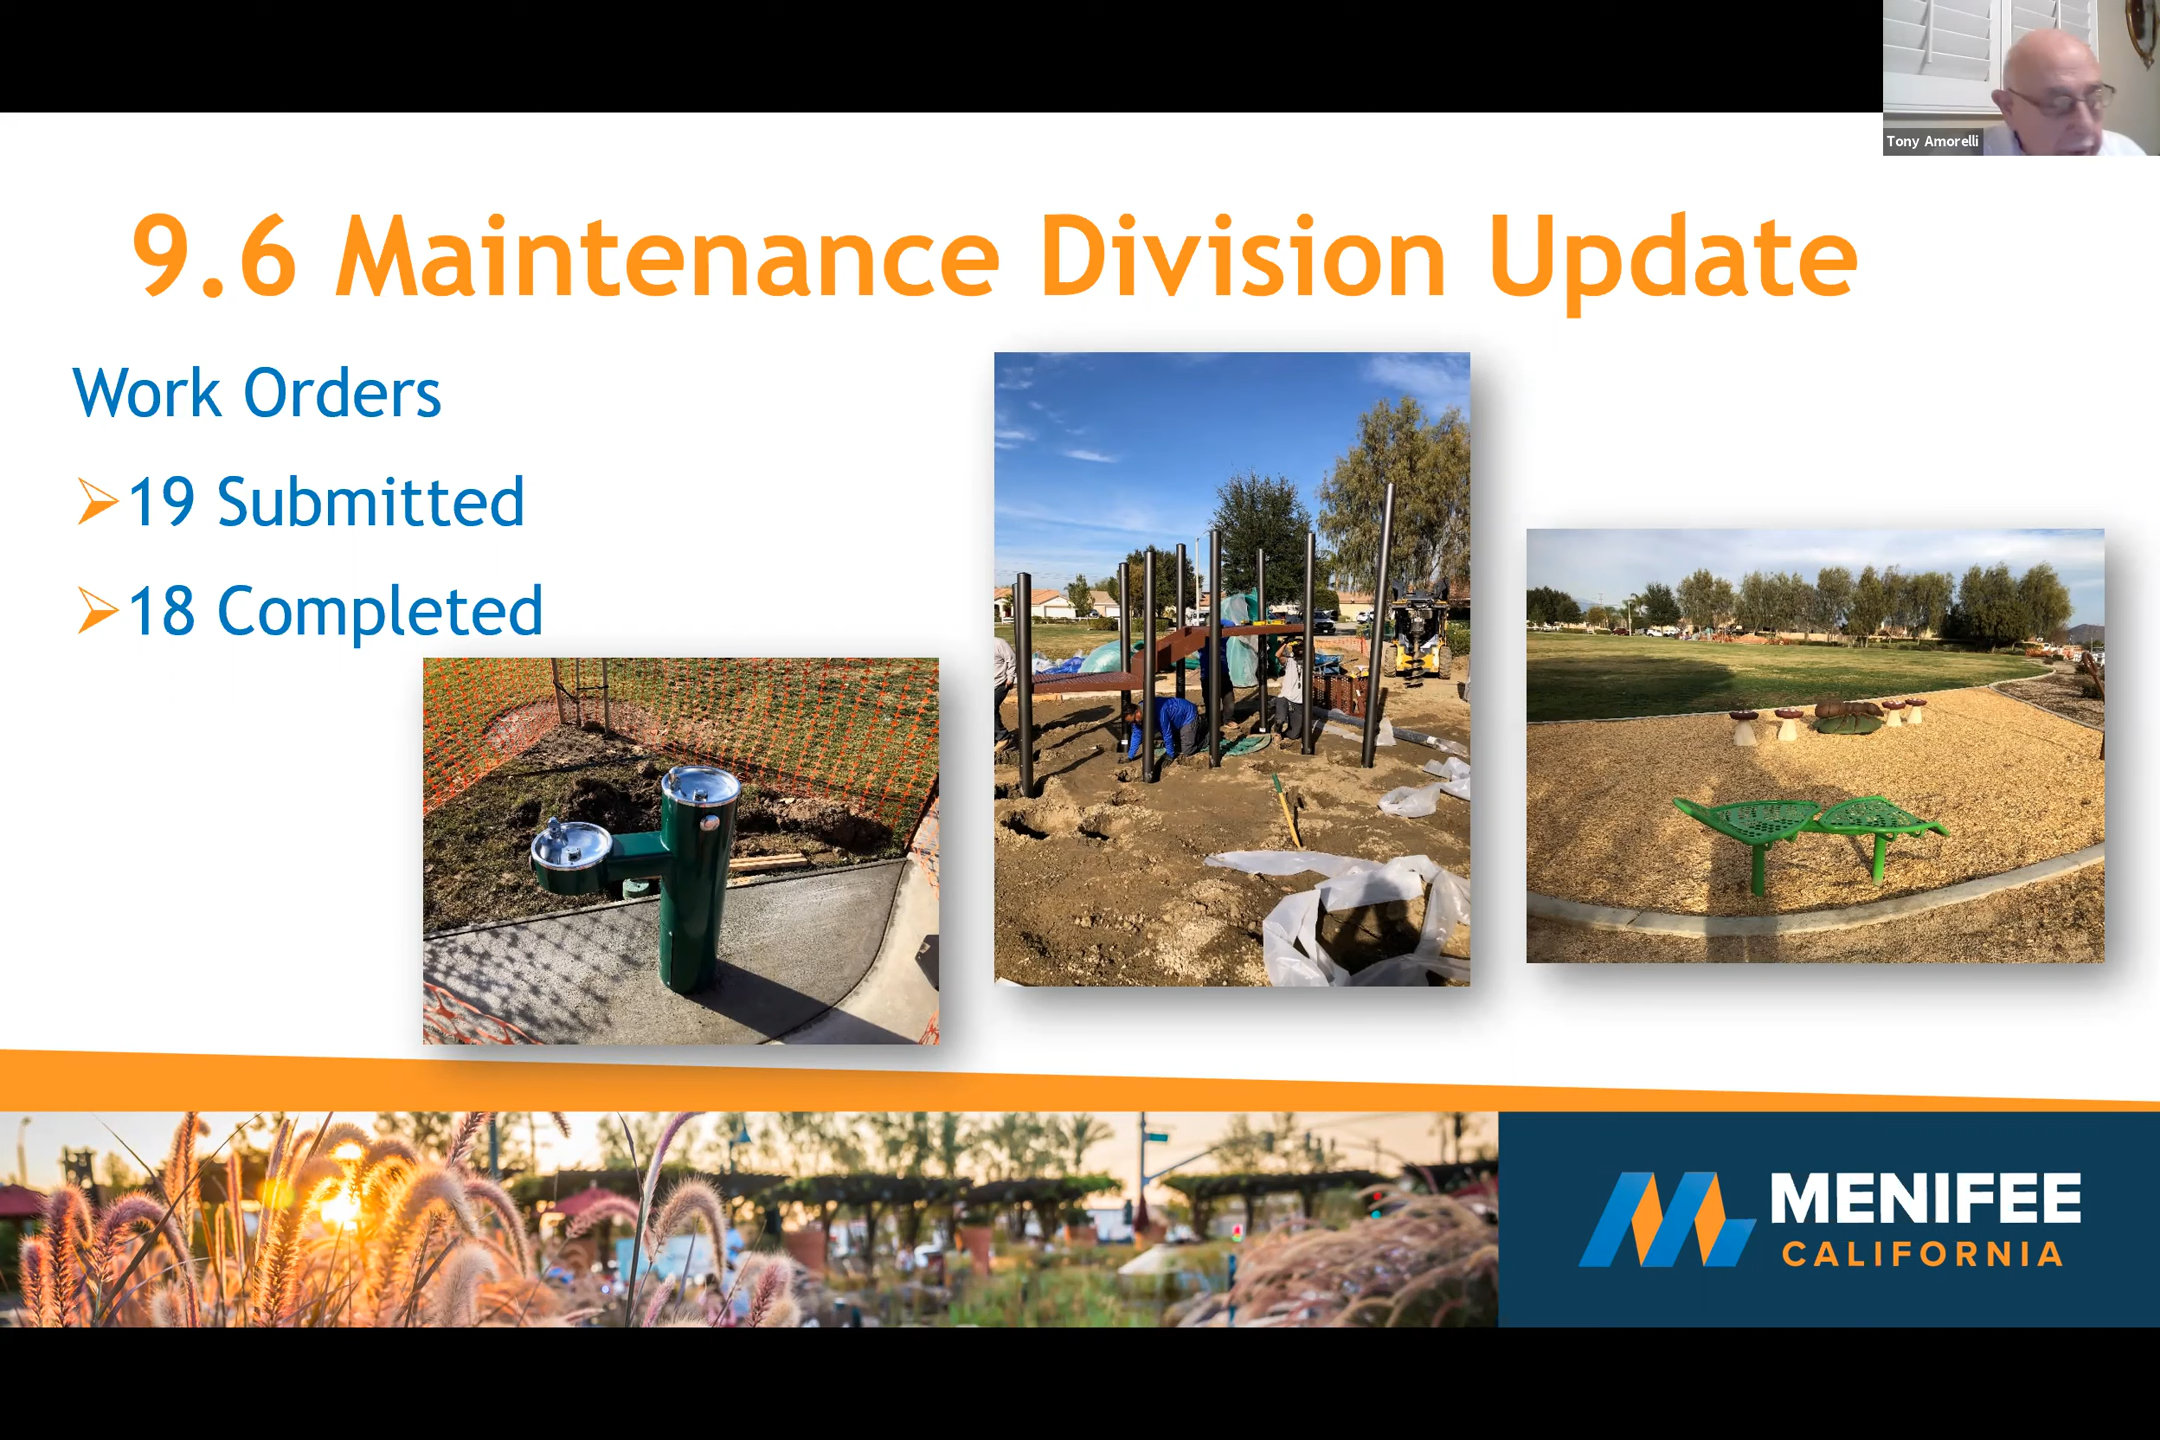 Tony Amorelli
9.6 Maintenance Division Update
Work Orders
19 Submitted
18 Completed
MENIFEE
CALIFORNIA